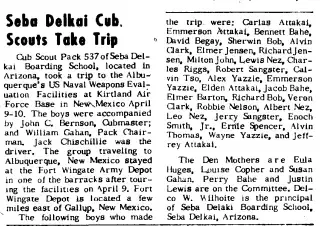 Seba Delkai Cub,
Scouts Take Trip
Cub Scout Pack 537 of Seba Del-
kai Boarding School, located in
Arizona, took a trip to the Albu-
querque's US Naval Weapons Eval-
uation Facilities at Kirtland Air
Force Base in New Mexico April
9-10. The boys were accompanied
by John C. Bernson, Cubmaster;
and William Gahan, Pack Chair-
man, Jack Chischillie was the
driver. The group traveling to
Albuquerque, New Mexico stayed
at the Fort Wingate Army Depot
in one of the barracks after tour-
ing the facilities on April 9. Fort
Wingate Depot is located a few
miles east of Gallup, New Mexico.
The following boys who made
the trip were: Carlas Attakai,
Emmerson Attakai, Bennett Bahe,
David Begay, Sherwin Bob, Alvin
Clark, Elmer Jensen, Richard Jen-
sen, Milton John, Lewis Nez, Char-
les Riggs, Robert Sangster, Cal-
vin Tso, Alex Yazzie, Emmerson
Yazzie, Elden Attakai, Jacob Bahe,
Elmer Barton, Richard Bob, Veron
Clark, Robbie Nelson, Albert Nez,
Leo Nez, Jerry Sangster, Enoch
Smith, Jr., Ernie Spencer, Alvin
Thomas, Wayne Yazzie, and Jeff-
rey Attakai.
The Den Mothers are Eula
Huges, Louise Copher and Susan
Gahan. Perry Bahe and Justin
Lewis are on the Committee. Del-
co W. Wilhoite is the principal
of Seba Delaki Boarding School,
Seba Delkai, Arizona.